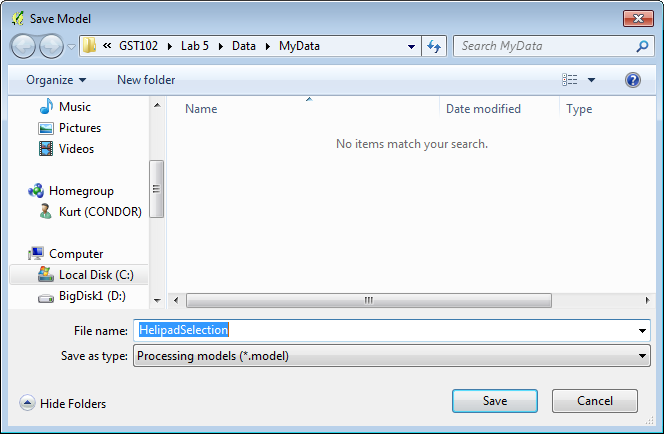 Save Model
« GST102 Lab 5 Data MyData
Search MyData
Organize New folder
Name Date modified Type
No items match your search.
Music
Pictures
Videos
Homegroup
Kurt (CONDOR)
Computer
Local Disk (C:)
BigDisk1 (D:)
File name: HelipadSelection
Save as type: Processing models (*.model)
Hide Folders Save Cancel